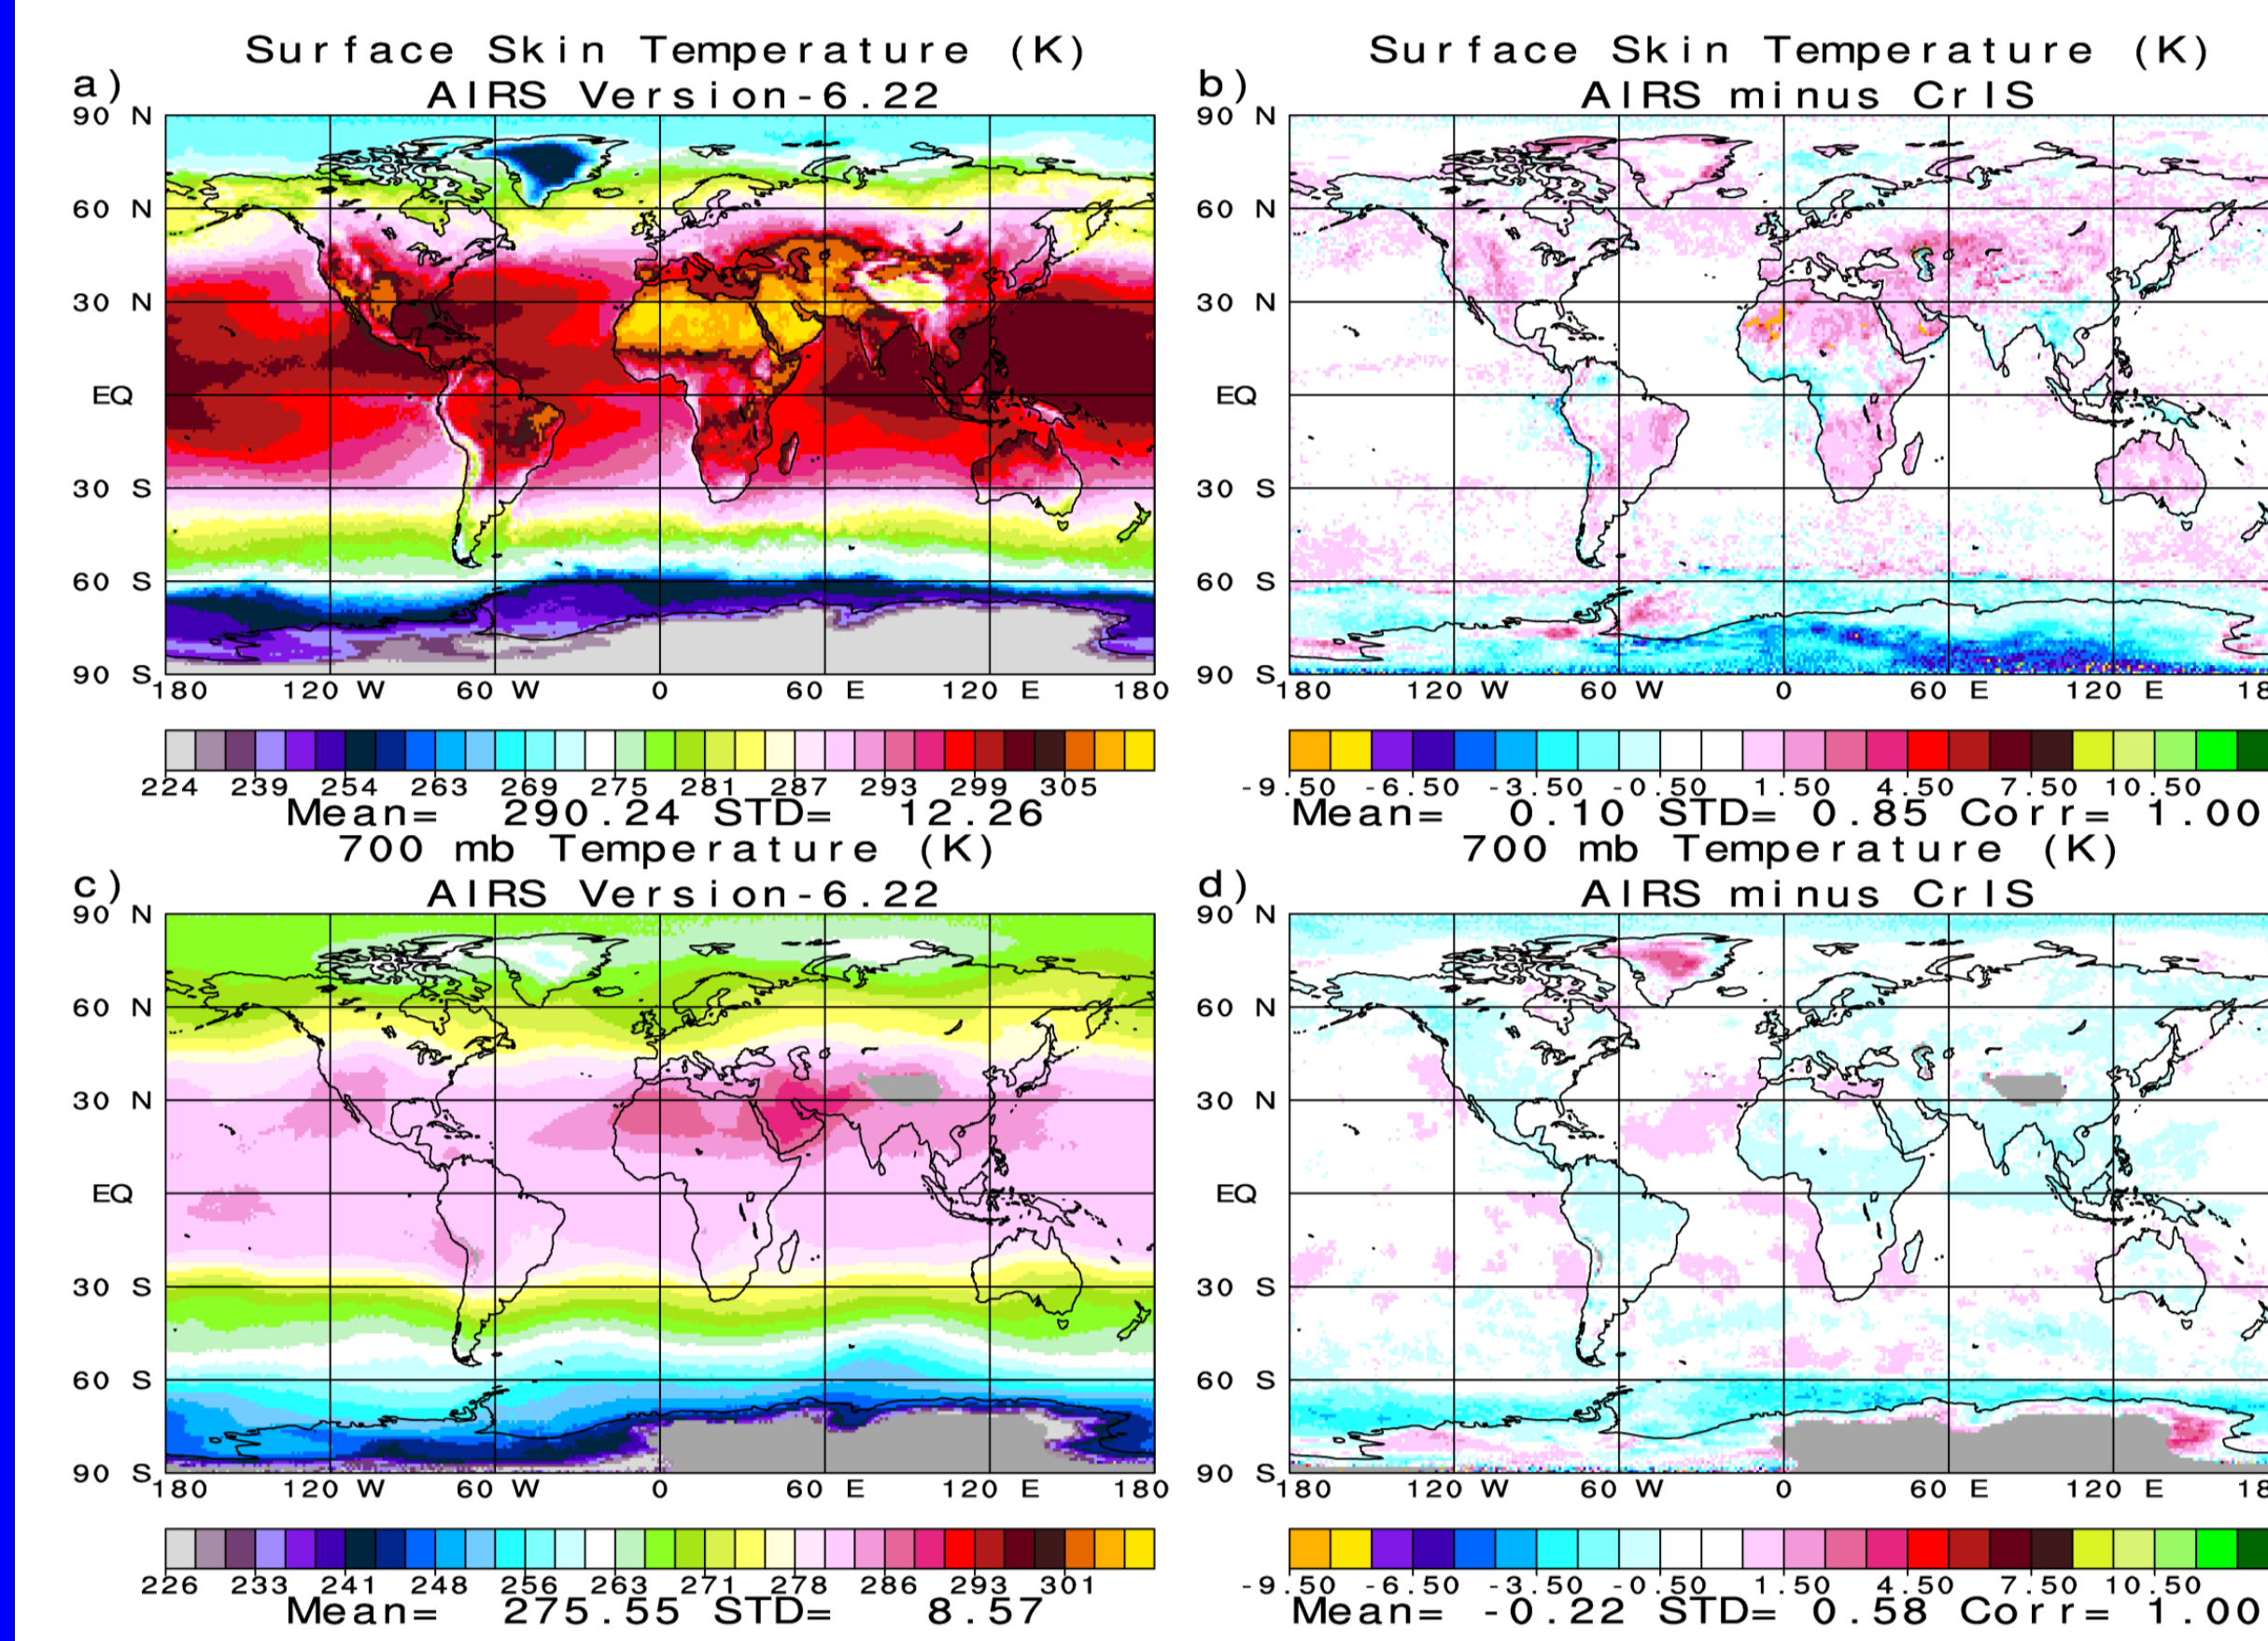 Surface Skin Temperature (K)
a) AIRS Version-6.22
90 N
60 N
30 N
EQ
30 S
60 S
90 S
180 120 W 60 W 0 60 E 120 E 180
224 239 254 263 269 275 281 287 293 299 305
Mean= 290.24 STD= 12.26
Surface Skin Temperature (K)
b) AIRS minus CrIS
90 N
60 N
30 N
EQ
30 S
60 S
90 S
180 120 W 60 W 0 60 E 120 E 18
-9.50 -6.50 -3.50 -0.50 1.50 4.50 7.50 10.50
Mean= 0.10 STD= 0.85 Corr= 1.00
700 mb Temperature (K)
c) AIRS Version-6.22
90 N
60 N
30 N
EQ
30 S
60 S
90 S
180 120 W 60 W 0 60 E 120 E 180
226 233 241 248 256 263 271 278 286 293 301
Mean= 275.55 STD= 8.57
700 mb Temperature (K)
d) AIRS minus CrIS
90 N
60 N
30 N
EQ
30 S
60 S
90 S
180 120 W 60 W 0 60 E 120 E 18
-9.50 -6.50 -3.50 -0.50 1.50 4.50 7.50 10.50
Mean= -0.22 STD= 0.58 Corr= 1.00